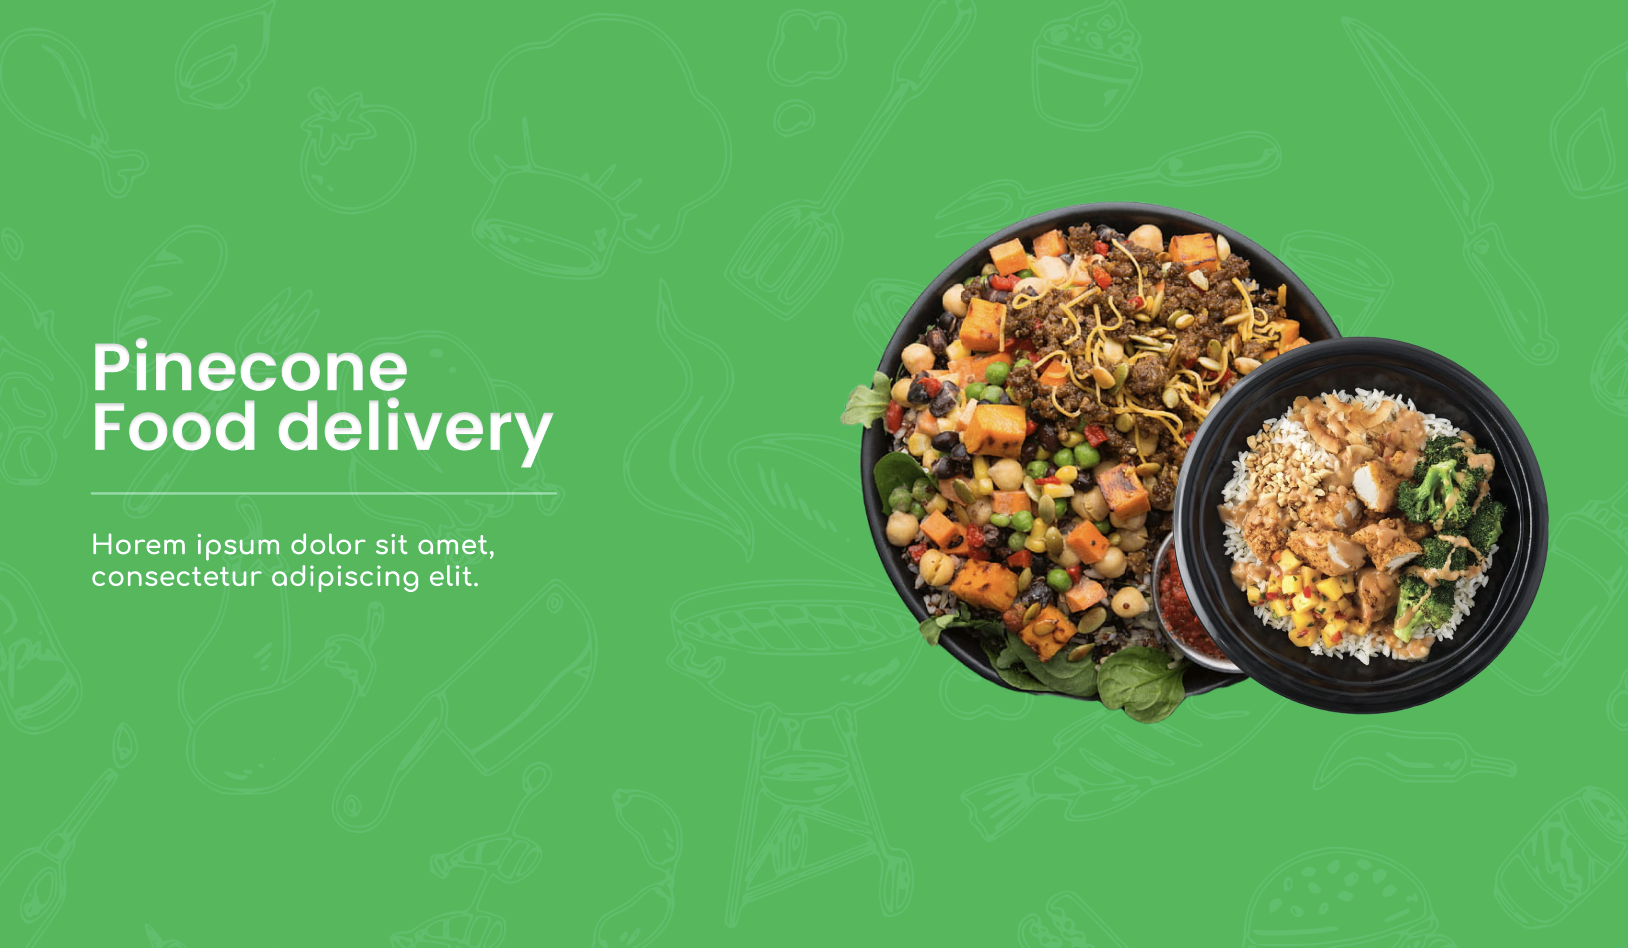 Pinecone
Food delivery
Horem ipsum dolor sit amet,
consectetur adipiscing elit.